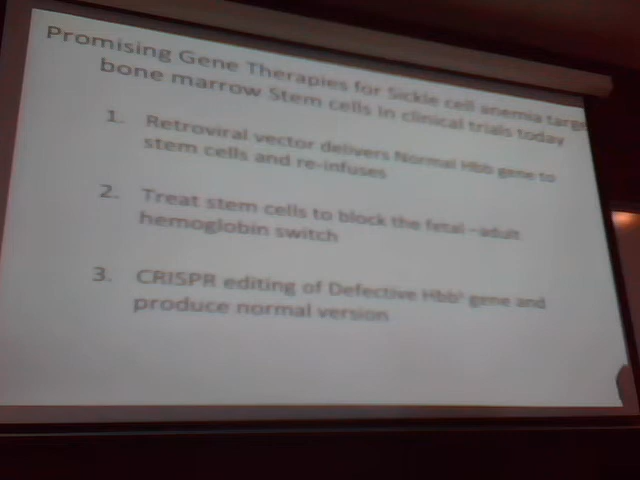 Promising Gene Therapies for Sickle cell anemia targe
bone marrow Stem cells in clinical trials today
1. Retroviral vector delivers Normal Hbb gene to
stem cells and re-infuses
2. Treat stem cells to block the fetal –adult
hemoglobin switch
3. CRISPR editing of Defective Hbbˢ gene and
produce normal version